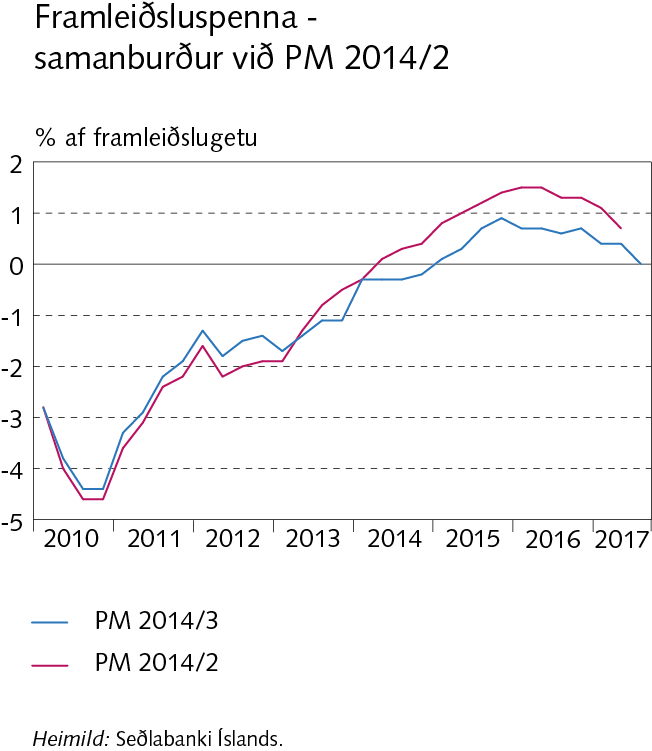 Framleiðsluspenna -
samanburður við PM 2014/2
% af framleiðslugetu
2
1
0
-1
-2
-3
-4
-5
2010 2011 2012 2013 2014 2015 2016 2017
PM 2014/3
PM 2014/2
Heimild: Seðlabanki Íslands.